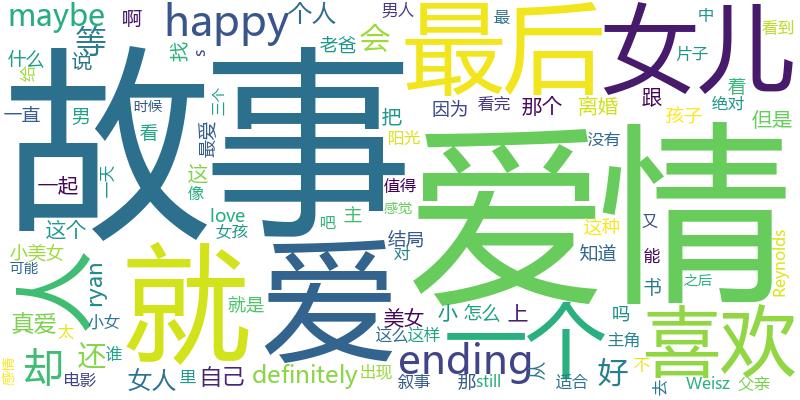 maybe
happy
个人
男人
最
中
看到
等
啊
什么
说
找
s
老爸
会
最后
女儿
片子
给
故事
一直
男
时候
三个
把
因为
看完
那个
离婚
跟
着
绝对
孩子
但是
看
最爱
阳光
没有
爱情
一起
一天
这
像
值得
感觉
这个
love
女孩
吧
主
结局
对
这种
又
知道
能
小美女
可能
人
ryan
就
爱
就是
美女
小
怎么
上
吗
书
之后
Reynolds
真爱
太
小女
谁
这么
这样
一个
主角
喜欢
感情
却
还
电影
女人
里
自己
definitely
出现
ending
叙事
那
still
从
适合
好
不
去
Weisz
父亲